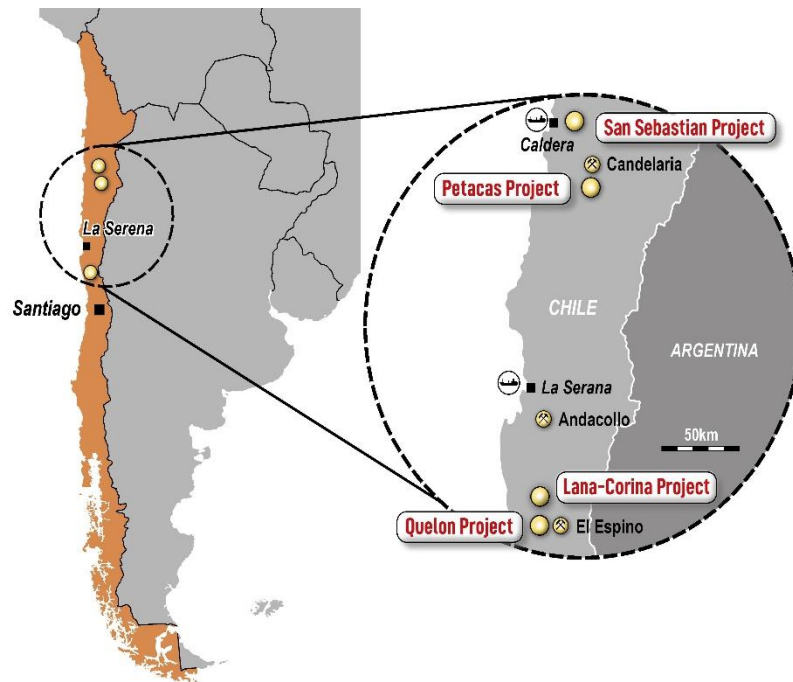 La Serena
Santiago
San Sebastian Project
Caldera
Candelaria
Petacas Project
CHILE
ARGENTINA
La Serana
Andacollo
50km
Lana-Corina Project
Quelon Project
El Espino